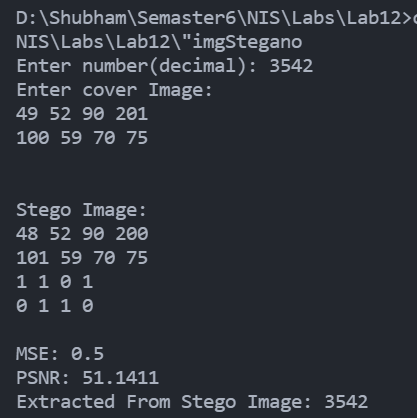 D:\Shubham\Semaster6\NIS\Labs\Lab12>
NIS\Labs\Lab12\"imgStegano
Enter number(decimal): 3542
Enter cover Image:
49 52 90 201
100 59 70 75
Stego Image:
48 52 90 200
101 59 70 75
1 1 0 1
0 1 1 0
MSE: 0.5
PSNR: 51.1411
Extracted From Stego Image: 3542